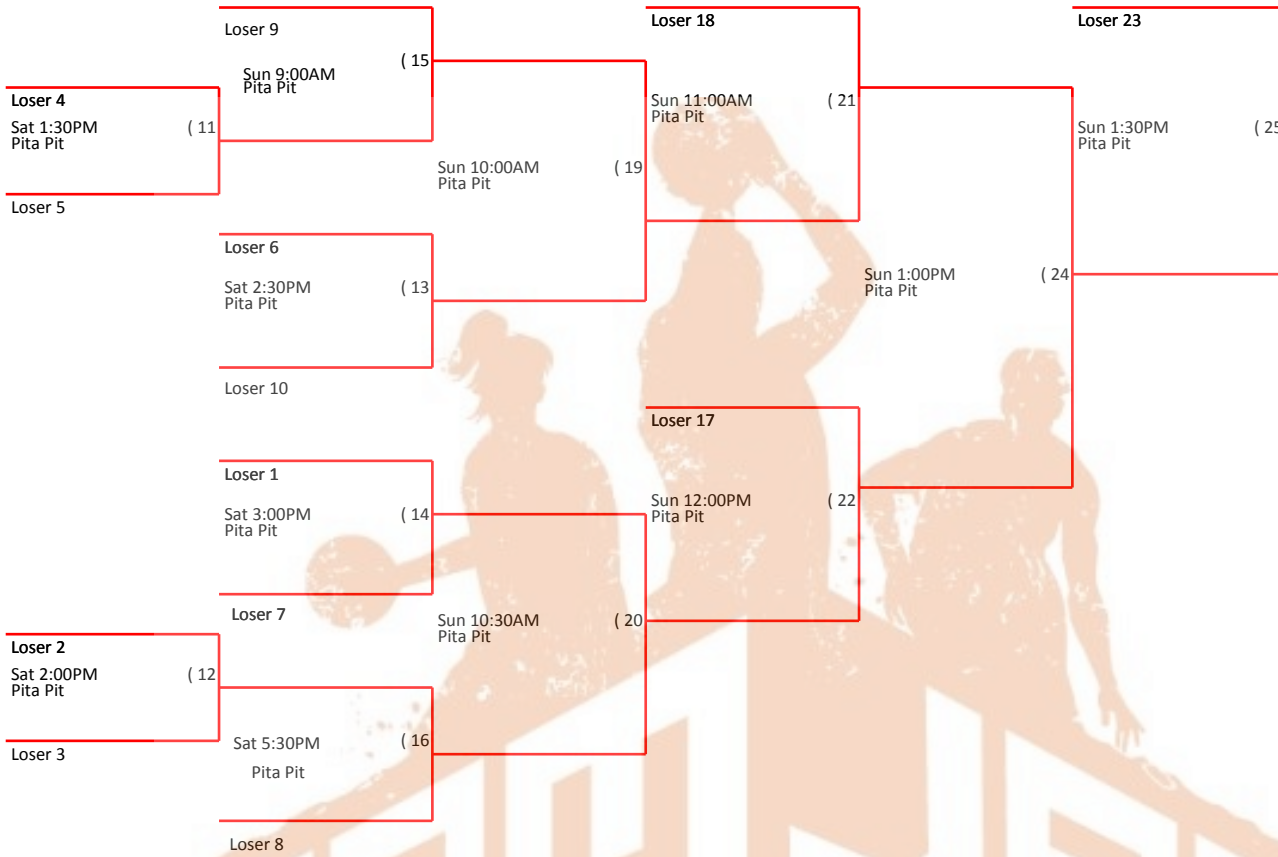 Loser 9
Sun 9:00AM
Pita Pit
( 15
Loser 4
Sat 1:30PM
Pita Pit
( 11
Loser 5
Loser 18
Sun 11:00AM
Pita Pit
( 21
Loser 23
Sun 1:30PM
Pita Pit
( 25
Sun 10:00AM
Pita Pit
( 19
Loser 6
Sat 2:30PM
Pita Pit
( 13
Loser 10
Sun 1:00PM
Pita Pit
( 24
Loser 1
Sat 3:00PM
Pita Pit
( 14
Loser 7
Loser 17
Sun 12:00PM
Pita Pit
( 22
Loser 2
Sat 2:00PM
Pita Pit
( 12
Loser 3
Sun 10:30AM
Pita Pit
( 20
Sat 5:30PM
Pita Pit
( 16
Loser 8